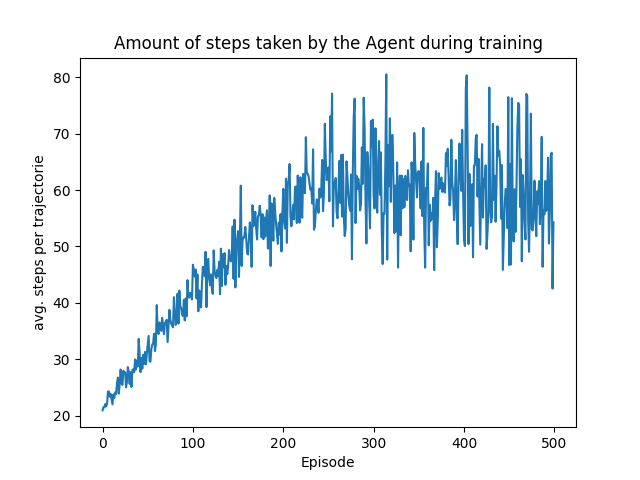 Amount of steps taken by the Agent during training
avg. steps per trajectorie
80
70
60
50
40
30
20
0 100 200 300 400 500
Episode